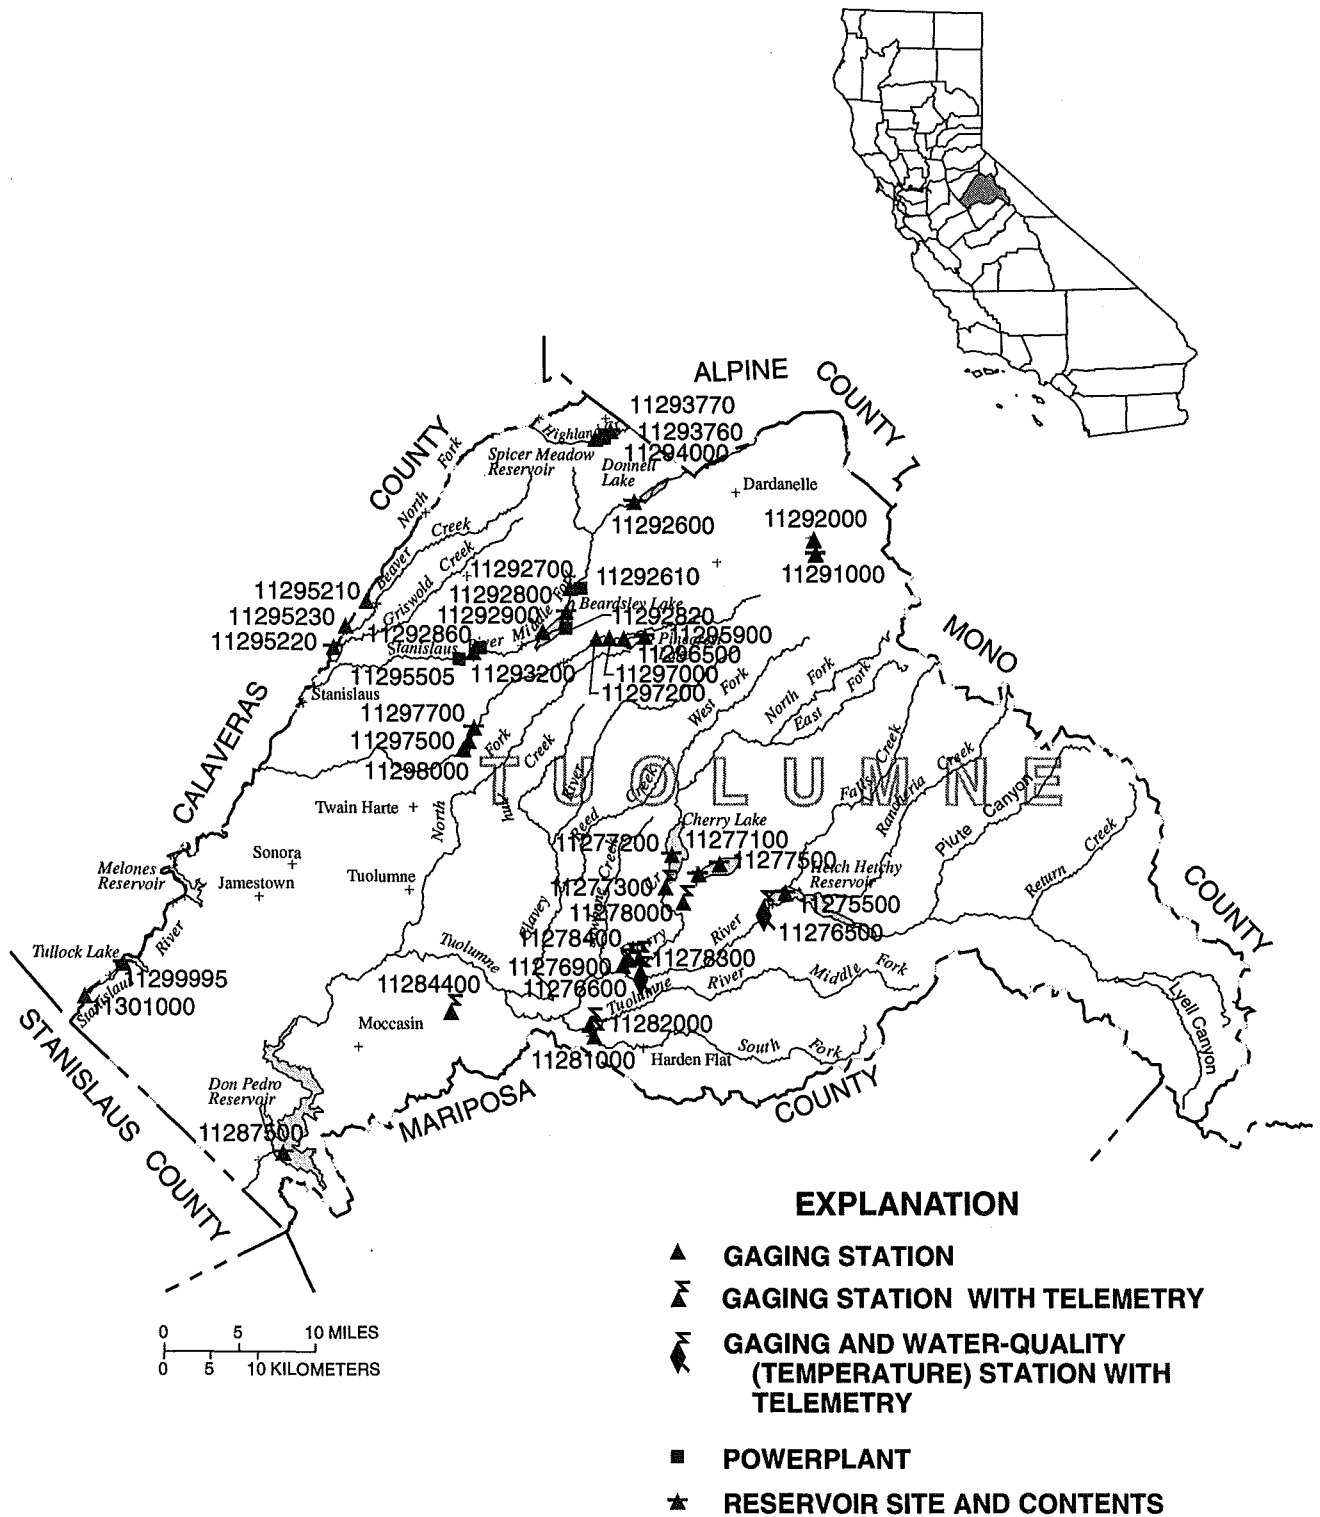 ALPINE
COUNTY
11293770
11293760
11294000
Spicer Meadow
Reservoir
Donnell
Lake
Dardanelle
COUNTY
North
Fork
11292600
11292000
11291000
Beaver
Creek
Griswold
Creek
11292700
11292610
11292800
Beardsley Lake
11292900
11292820
11295210
11295230
11295220
11292860
Stanislaus
River
Middle
11295900
11296500
11295505
11293200
11297000
11297200
Stanislaus
MONO
COUNTY
West
Fork
North
Fork
East
Fork
CALAVERAS
11297700
11297500
11298000
Fork
Creek
River
Reed
Creek
Falls
Creek
Rancheria
Creek
Piute
Canyon
TUOLUMNE
Twain Harte
North
Cherry Lake
11277200
11277100
11277500
Hetch Hetchy
Reservoir
Return
Creek
Sonora
Jamestown
Tuolumne
Melones
Reservoir
11277300
11278000
11275500
11276500
Clavey
River
11278400
11278300
11276900
11276600
Tullock Lake
River
11299995
Stanislaus
11301000
Tuolumne
11284400
Tuolumne
River
Middle
Fork
Lyell Canyon
Moccasin
11282000
11281000
Harden Flat
South
Fork
STANISLAUS COUNTY
Don Pedro
Reservoir
11287500
MARIPOSA
COUNTY
EXPLANATION
GAGING STATION
GAGING STATION WITH TELEMETRY
GAGING AND WATER-QUALITY
(TEMPERATURE) STATION WITH
TELEMETRY
POWERPLANT
RESERVOIR SITE AND CONTENTS
0 5 10 MILES
0 5 10 KILOMETERS